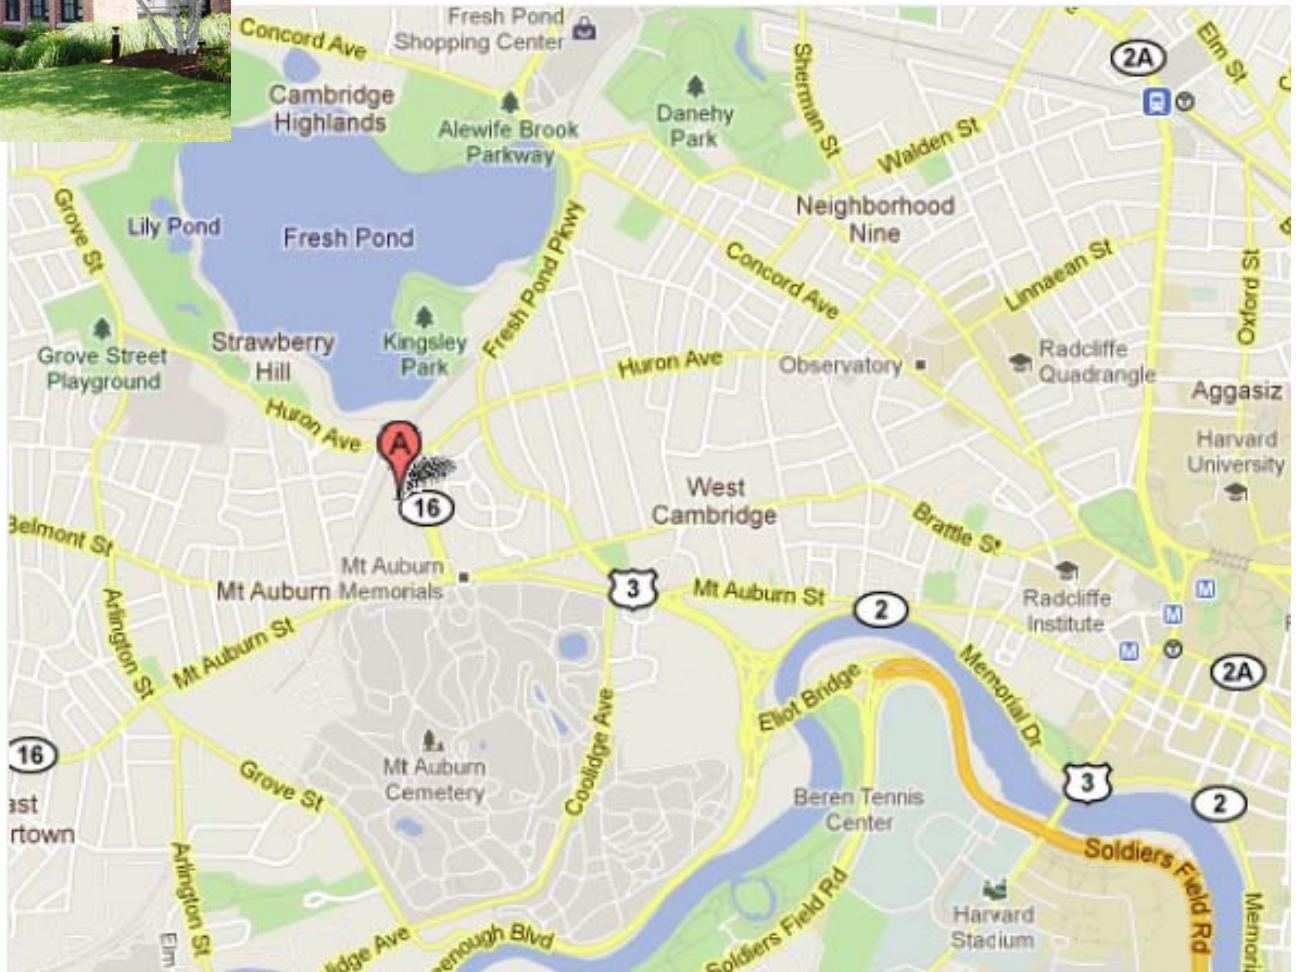 Concord Ave
Fresh Pond
Shopping Center
2A
Elm St
Cambridge
Highlands
Alewife Brook
Parkway
Danehy
Park
Sherman St
Walden St
Grove St
Lily Pond
Fresh Pond
Fresh Pond Pkwy
Neighborhood
Nine
Concord Ave
Linnaean St
Oxford St
Grove Street
Playground
Strawberry
Hill
Kingsley
Park
Huron Ave
Observatory
Radcliffe
Quadrangle
Aggasiz
Huron Ave
A
16
Harvard
University
West
Cambridge
Brattle St
Belmont St
Mt Auburn
Mt Auburn
Memorials
3
Mt Auburn St
2
Radcliffe
Institute
M
M
M
Arlington St
Mt Auburn St
Memorial Dr
2A
Eliot Bridge
16
Grove St
Mt Auburn
Cemetery
Coolidge Ave
Beren Tennis
Center
3
2
ast
rtown
Arlington St
Soldiers Field Rd
Soldiers Field Rd
Harvard
Stadium
Elm
lidge Ave
enough Blvd
Memori